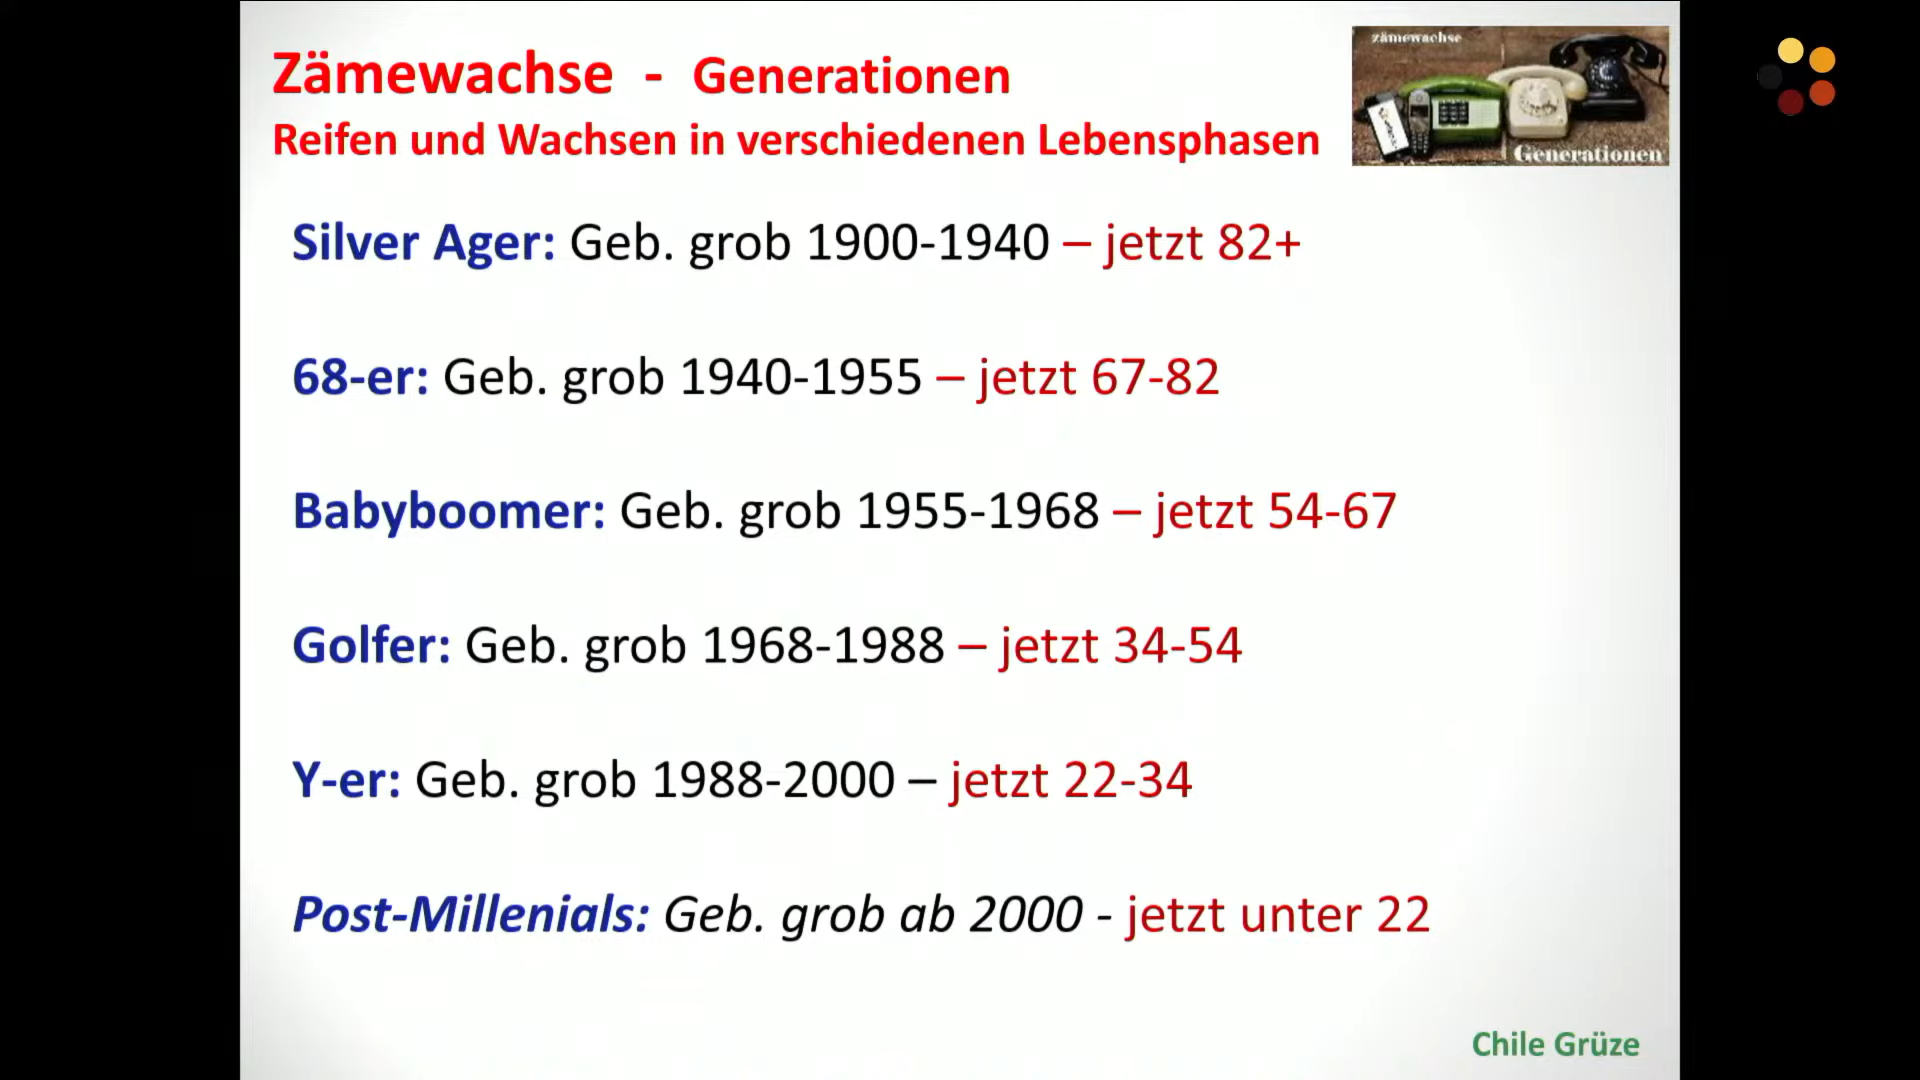 Zämewachse - Generationen
Reifen und Wachsen in verschiedenen Lebensphasen
zämewachse
Generationen
Silver Ager: Geb. grob 1900-1940 – jetzt 82+
68-er: Geb. grob 1940-1955 – jetzt 67-82
Babyboomer: Geb. grob 1955-1968 – jetzt 54-67
Golfer: Geb. grob 1968-1988 – jetzt 34-54
Y-er: Geb. grob 1988-2000 – jetzt 22-34
Post-Millenials: Geb. grob ab 2000 - jetzt unter 22
Chile Grüze